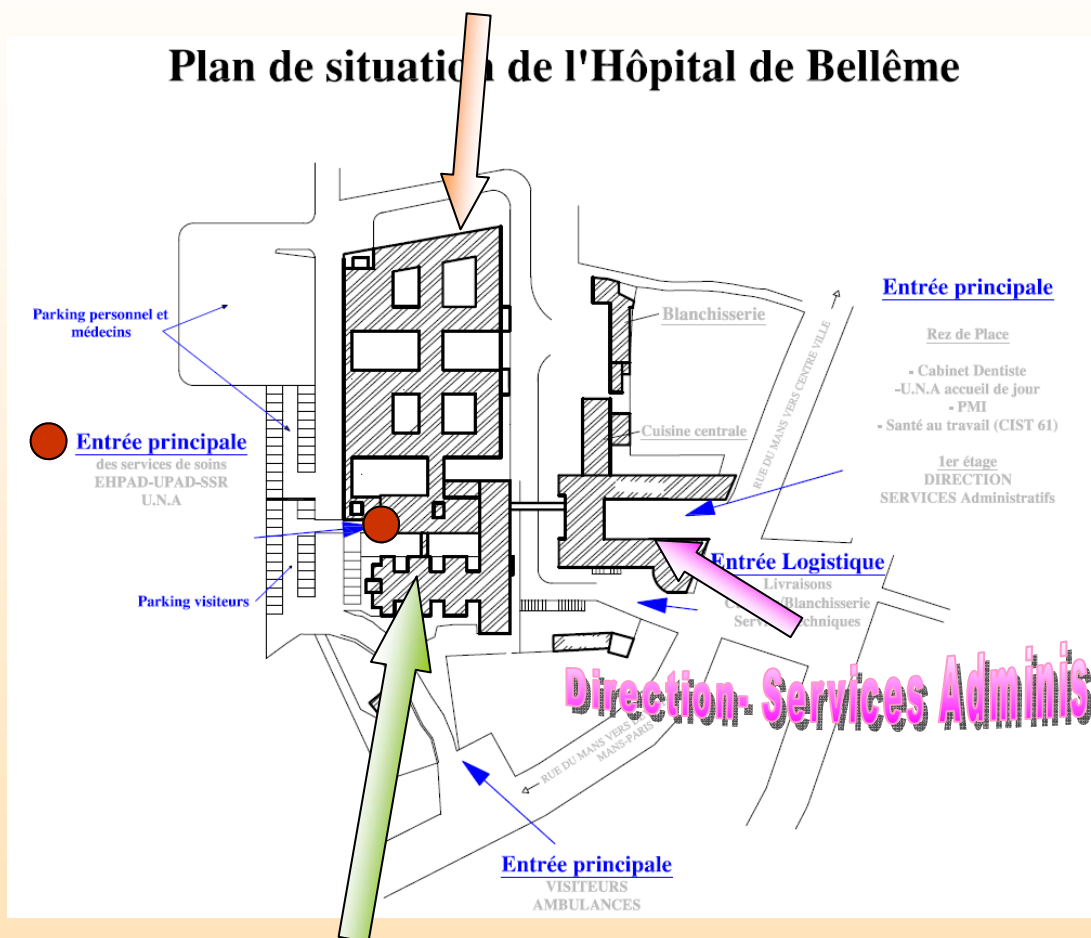 Plan de situation de l'Hôpital de Bellême
Parking personnel et
médecins
Entrée principale
des services de soins
EHPAD-UPAD-SSR
U.N.A
Parking visiteurs
Blanchisserie
Cuisine centrale
RUE DU MANS VERS CENTRE VILLE
Entrée principale
Rez de Place
- Cabinet Dentiste
-U.N.A accueil de jour
- PMI
- Santé au travail (CIST 61)
1er étage
DIRECTION
SERVICES Administratifs
Entrée Logistique
Livraisons
/Blanchisserie
Direction- Services Adminis
RUE DU MANS VERS
MANS-PARIS
Entrée principale
VISITEURS
AMBULANCES